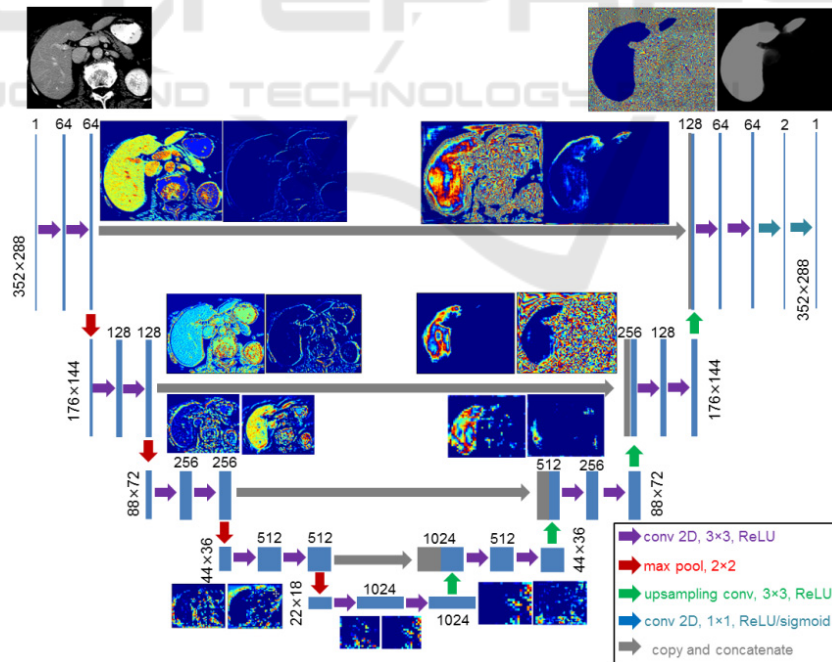 AND TECHNOLOGY
1 64 64
128 64 64 2 1
352×288
352×288
128 128
256 128
176×144
176×144
256 256
512 256
88×72
88×72
512 512
1024 512
44×36
44×36
1024
1024
22×18
conv 2D, 3×3, ReLU
max pool, 2×2
upsampling conv, 3×3, ReLU
conv 2D, 1×1, ReLU/sigmoid
copy and concatenate